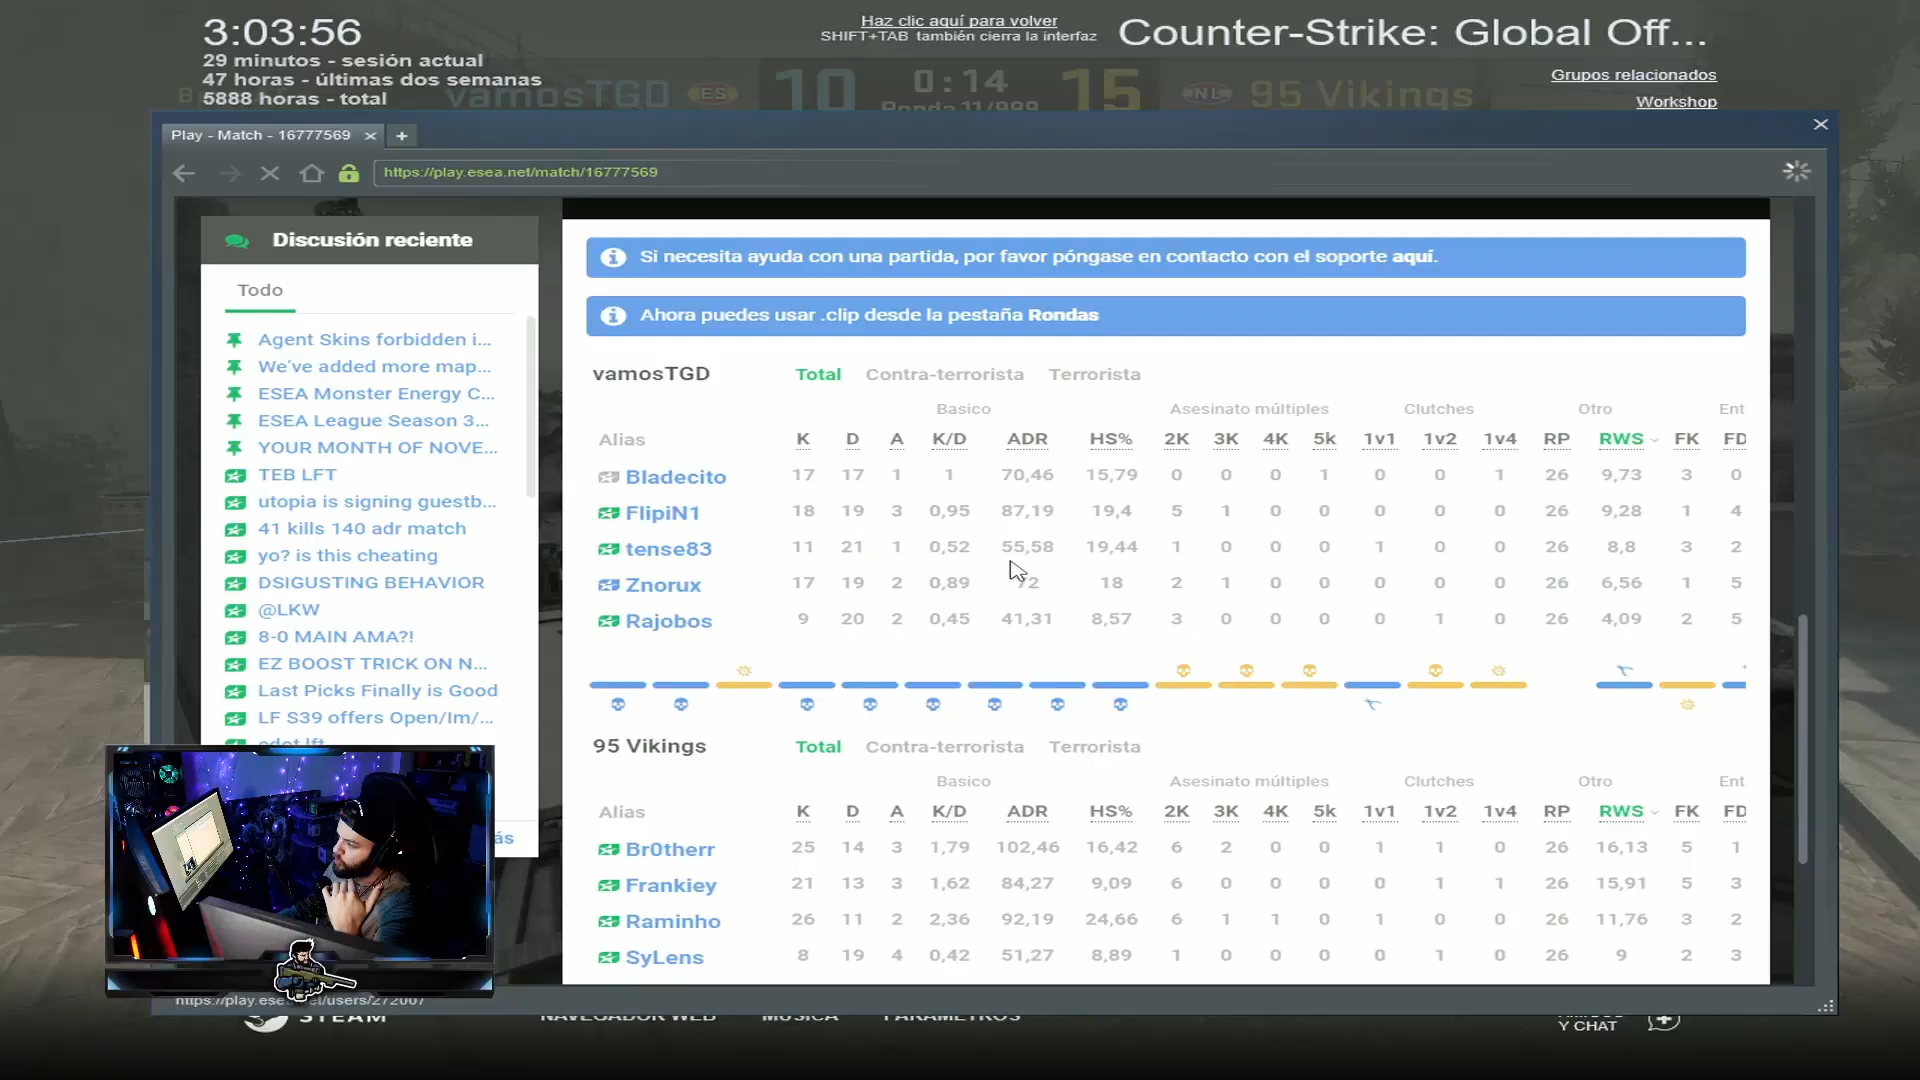 3:03:56
29 minutos - sesión actual
47 horas - últimas dos semanas
5888 horas - total
Haz clic aquí para volver
SHIFT+TAB también cierra la interfaz
Counter-Strike: Global Off...
Grupos relacionados
Workshop
vamosTGD ES 10 0:14 15 NL 95 Vikings
Ronda 11/999
Play - Match - 16777569
https://play.esea.net/match/16777569
Discusión reciente
Todo
Agent Skins forbidden i...
We've added more map...
ESEA Monster Energy C...
ESEA League Season 3...
YOUR MONTH OF NOVE...
TEB LFT
utopia is signing guestb...
41 kills 140 adr match
yo? is this cheating
DSIGUSTING BEHAVIOR
@LKW
8-0 MAIN AMA?!
EZ BOOST TRICK ON N...
Last Picks Finally is Good
LF S39 offers Open/Im/...
ás
Si necesita ayuda con una partida, por favor póngase en contacto con el soporte aquí.
Ahora puedes usar .clip desde la pestaña Rondas
vamosTGD Total Contra-terrorista Terrorista
Basico Asesinato múltiples Clutches Otro Ent
Alias K D A K/D ADR HS% 2K 3K 4K 5k 1v1 1v2 1v4 RP RWS FK FD
Bladecito 17 17 1 1 70,46 15,79 0 0 0 1 0 0 1 26 9,73 3 0
FlipiN1 18 19 3 0,95 87,19 19,4 5 1 0 0 0 0 0 26 9,28 1 4
tense83 11 21 1 0,52 55,58 19,44 1 0 0 0 1 0 0 26 8,8 3 2
Znorux 17 19 2 0,89 72 18 2 1 0 0 0 0 0 26 6,56 1 5
Rajobos 9 20 2 0,45 41,31 8,57 3 0 0 0 0 1 0 26 4,09 2 5
95 Vikings Total Contra-terrorista Terrorista
Basico Asesinato múltiples Clutches Otro Ent
Alias K D A K/D ADR HS% 2K 3K 4K 5k 1v1 1v2 1v4 RP RWS FK FD
Br0therr 25 14 3 1,79 102,46 16,42 6 2 0 0 1 1 0 26 16,13 5 1
Frankiey 21 13 3 1,62 84,27 9,09 6 0 0 0 0 1 1 26 15,91 5 3
Raminho 26 11 2 2,36 92,19 24,66 6 1 1 0 1 0 0 26 11,76 3 2
SyLens 8 19 4 0,42 51,27 8,89 1 0 0 0 0 1 0 26 9 2 3
STEAM
NAVEGADOR WEB MÚSICA PARÁMETROS
Y CHAT